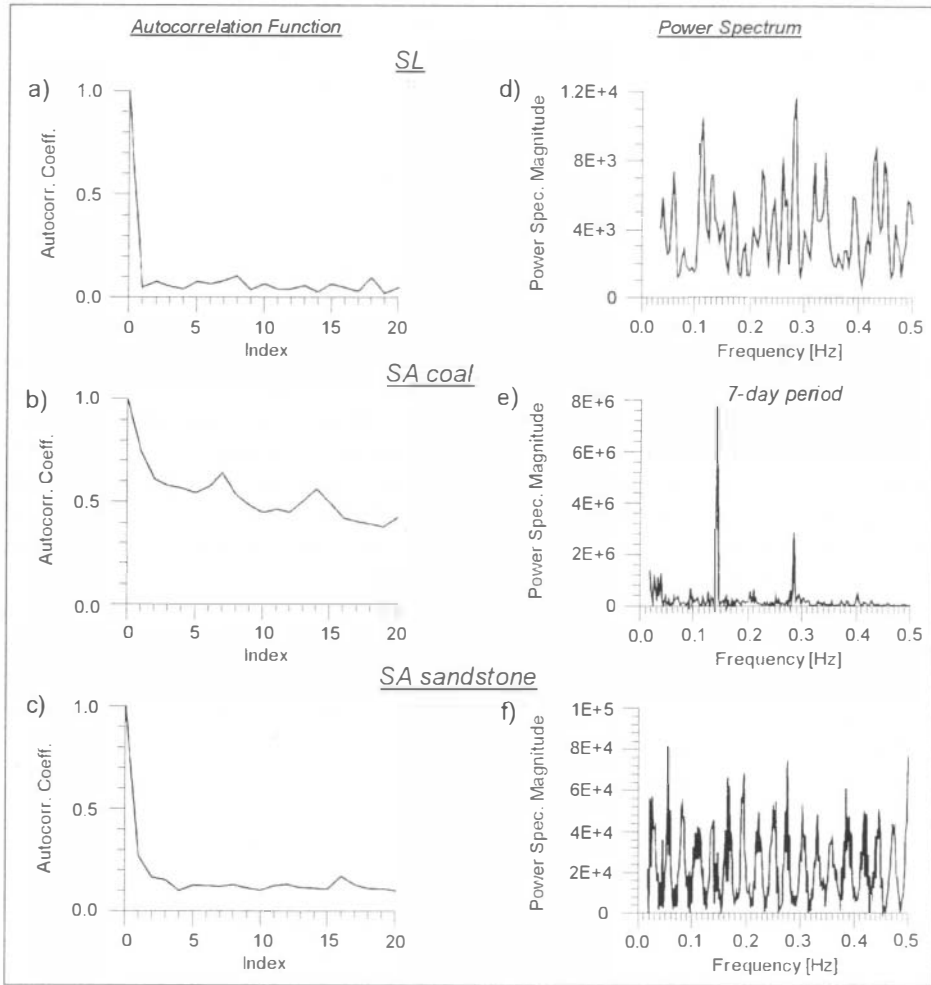 Autocorrelation Function
Power Spectrum
SL
a)
Autocorr. Coeff.
1.0
0.5
0.0
0 5 10 15 20
Index
d)
Power Spec. Magnitude
1.2E+4
8E+3
4E+3
0
0.0 0.1 0.2 0.3 0.4 0.5
Frequency [Hz]
SA coal
b)
Autocorr. Coeff.
1.0
0.5
0.0
0 5 10 15 20
Index
e)
7-day period
Power Spec. Magnitude
8E+6
6E+6
4E+6
2E+6
0
0.0 0.1 0.2 0.3 0.4 0.5
Frequency [Hz]
SA sandstone
c)
Autocorr. Coeff.
1.0
0.5
0.0
0 5 10 15 20
Index
f)
Power Spec. Magnitude
1E+5
8E+4
6E+4
4E+4
2E+4
0
0.0 0.1 0.2 0.3 0.4 0.5
Frequency [Hz]